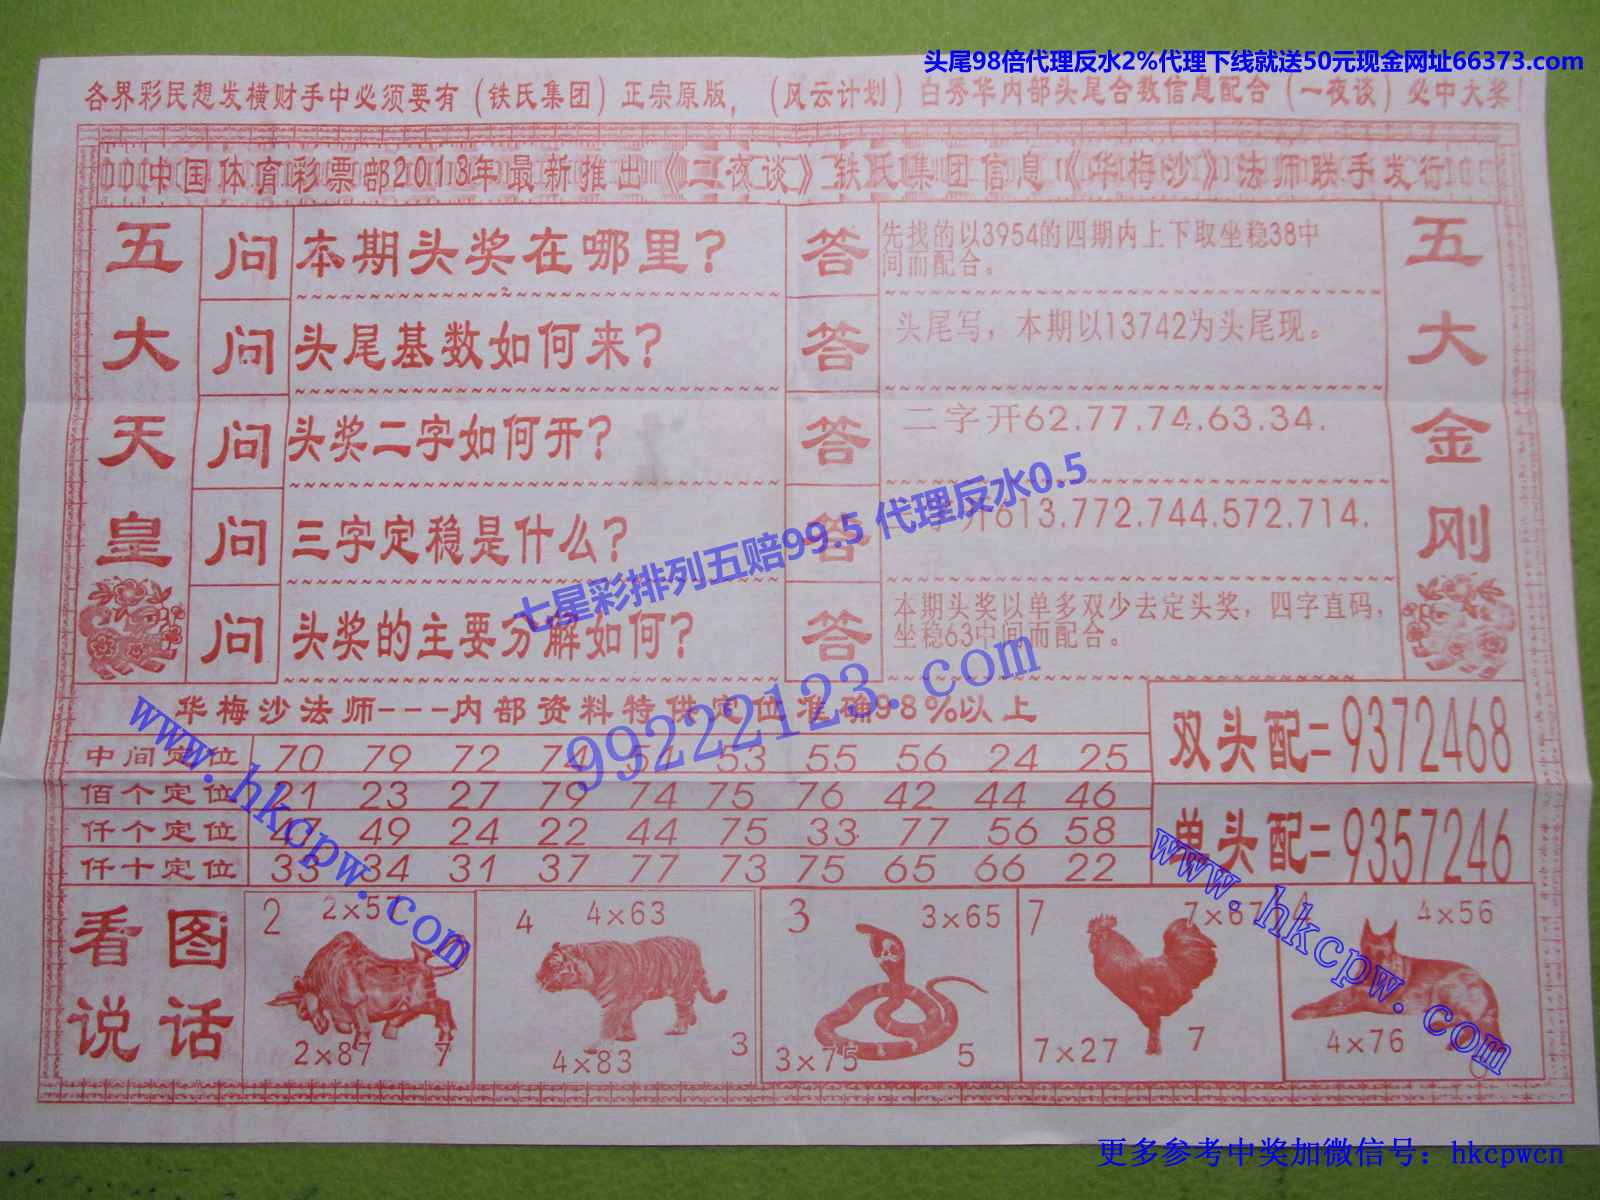 头尾98倍代理反水2%代理下线就送50元现金网址66373.com
各界彩民想发横财手中必须要有（铁氏集团）正宗原版，（风云计划）白秀华内部头尾合数信息配合（一夜谈）必中大奖！
中国体育彩票部2013年最新推出《一夜谈》铁氏集团信息《华梅沙》法师联手发行
五大天皇
问 本期头奖在哪里？
答 先找的以3954的四期内上下取坐稳38中
间而配合。
问 头尾基数如何来？
答 头尾写，本期以13742为头尾现。
问 头奖二字如何开？
答 二字开62.77.74.63.34.
问 三字定稳是什么？
答 开613.772.744.572.714.
问 头奖的主要分解如何？
答 本期头奖以单多双少去定头奖，四字直码，
坐稳63中间而配合。
五大金刚
七星彩排列五赔99.5 代理反水0.5
99222123.com
华梅沙法师---内部资料特供定位准确98%以上
中间定位 70 79 72 74 53 55 56 24 25
佰个定位 21 23 27 79 74 75 76 42 44 46
仟个定位 47 49 24 22 44 75 33 77 56 58
仟十定位 33 34 31 37 77 73 75 65 66 22
双头配=9372468
单头配=9357246
www.hkcpw.com
www.hkcpw.com
看图
说话
2 2×57
2×87 7
4 4×63
4×83 3
3 3×65
3×75 5
7 7×87
7×27 7
4 4×56
4×76
更多参考中奖加微信号：hkcpwcn